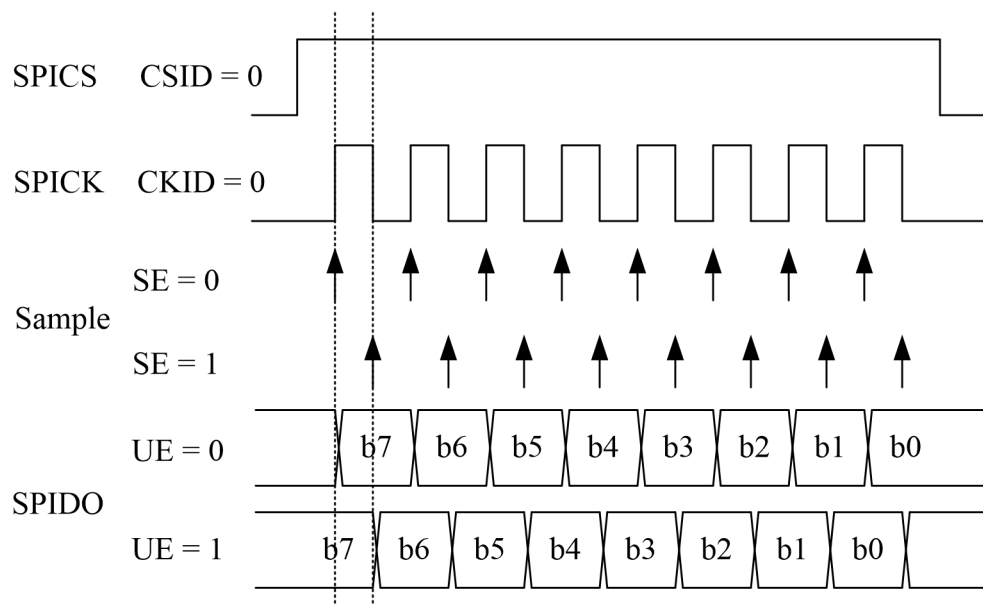 SPICS CSID = 0
SPICK CKID = 0
Sample
SE = 0
SE = 1
SPIDO
UE = 0 b7 b6 b5 b4 b3 b2 b1 b0
UE = 1 b7 b6 b5 b4 b3 b2 b1 b0